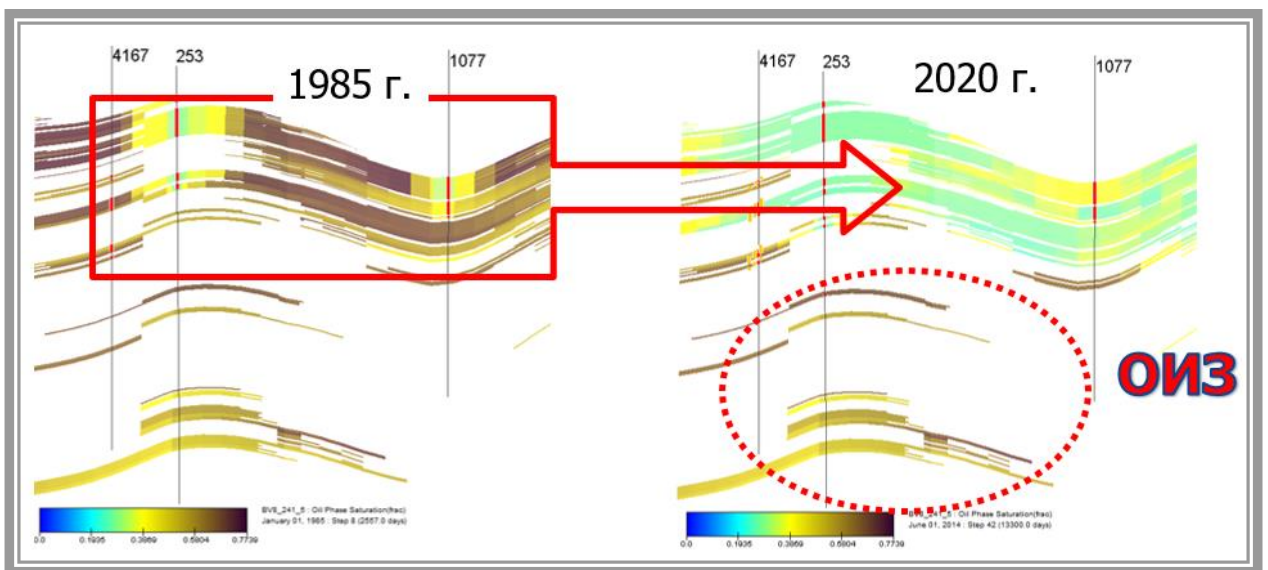 4167 253 1077
1985 г.
BV8_241_5 : Oil Phase Saturation(frac)
January 01, 1985 : Step 8 (2557.0 days)
0.0 0.1935 0.3869 0.5804 0.7739
4167 253 1077
2020 г.
ОИЗ
BV8_241_5 : Oil Phase Saturation(frac)
June 01, 2014 : Step 42 (13300.0 days)
0.0 0.1935 0.3869 0.5804 0.7739